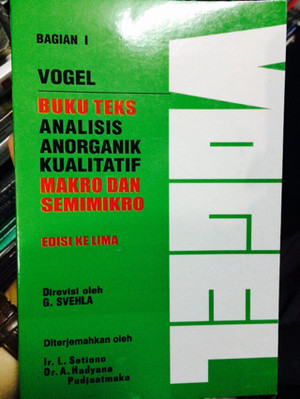 BAGIAN I
VOGEL
BUKU TEKS
ANALISIS
ANORGANIK
KUALITATIF
MAKRO DAN
SEMIMIKRO
EDISI KE LIMA
Direvisi oleh
G. SVEHLA
Diterjemahkan oleh
Ir. L. Setiono
Dr. A. Hadyana
Pudjaatmaka
VOGEL